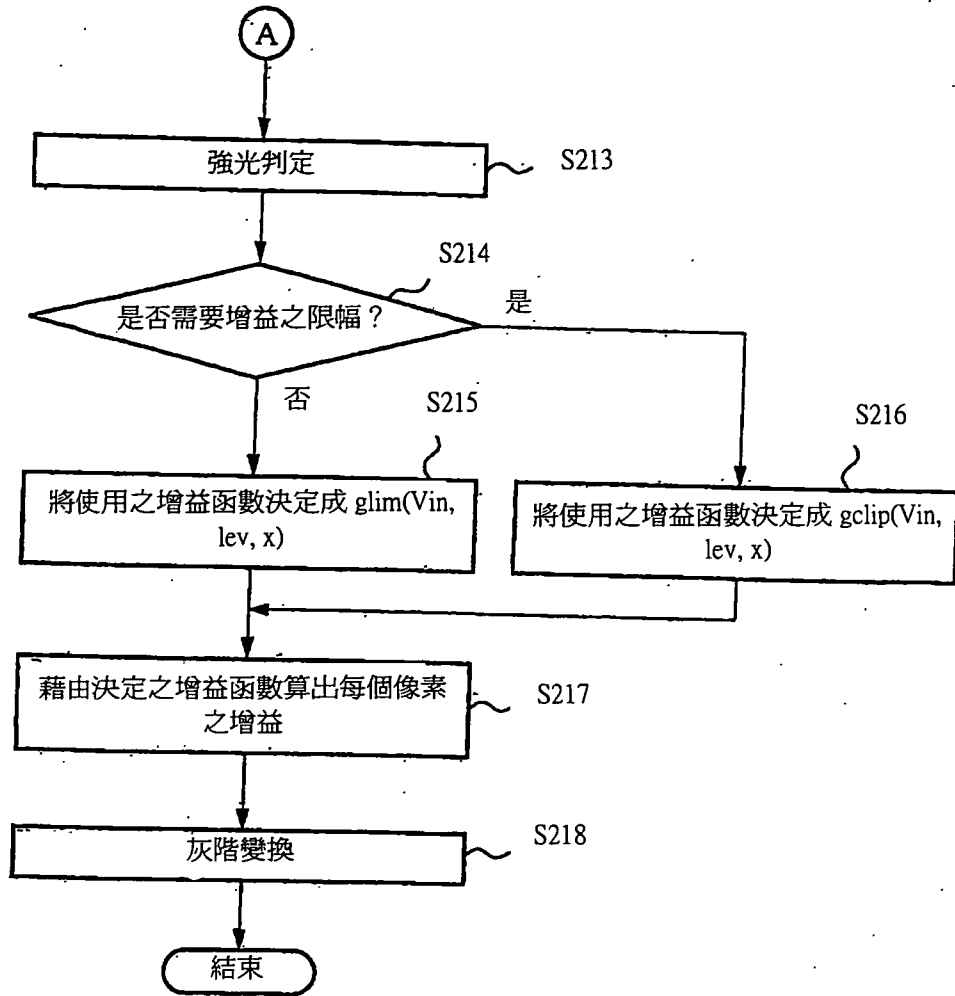 A
強光判定
S213
S214
是否需要增益之限幅？
是
否
S215
S216
將使用之增益函數決定成 glim(Vin,
lev, x)
將使用之增益函數決定成 gclip(Vin,
lev, x)
藉由決定之增益函數算出每個像素
之增益
S217
灰階變換
S218
結束